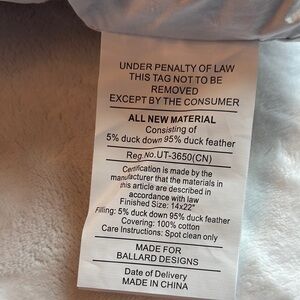 UNDER PENALTY OF LAW
THIS TAG NOT TO BE
REMOVED
EXCEPT BY THE CONSUMER
ALL NEW MATERIAL
Consisting of
5% duck down 95% duck feather
Reg.No.UT-3650(CN)
Certification is made by the
manufacturer that the materials in
this article are described in
accordance with law
Finished Size: 14x22"
Filling: 5% duck down 95% duck feather
Covering: 100% cotton
Care Instructions: Spot clean only
MADE FOR
BALLARD DESIGNS
Date of Delivery
MADE IN CHINA